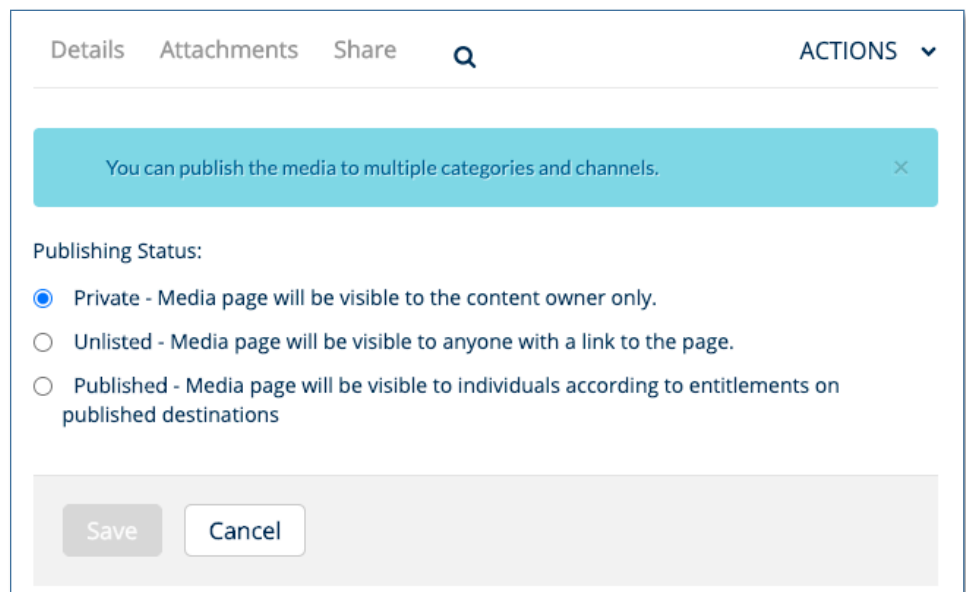 Details Attachments Share ACTIONS
You can publish the media to multiple categories and channels. ×
Publishing Status:
Private - Media page will be visible to the content owner only.
Unlisted - Media page will be visible to anyone with a link to the page.
Published - Media page will be visible to individuals according to entitlements on
published destinations
Save Cancel